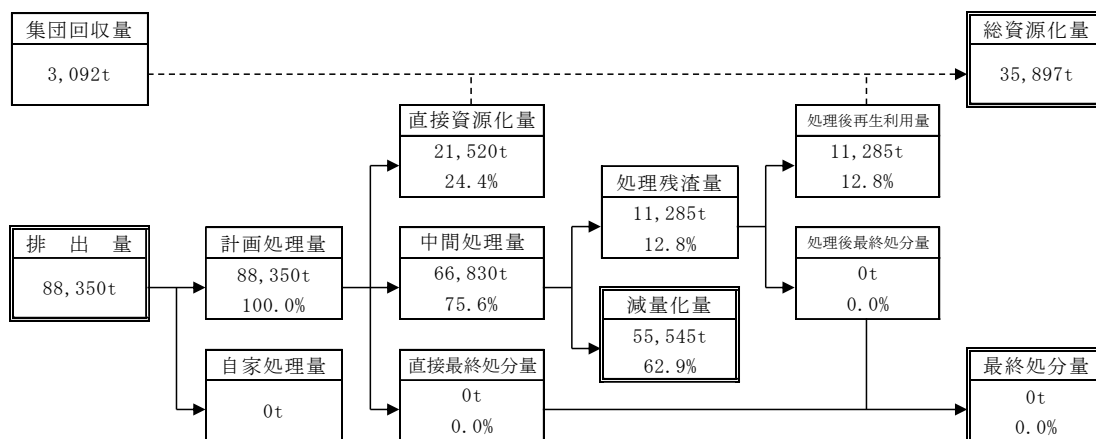 集団回収量
3,092t
総資源化量
35,897t
直接資源化量
21,520t
24.4%
処理後再生利用量
11,285t
12.8%
処理残渣量
11,285t
12.8%
排出量
88,350t
計画処理量
88,350t
100.0%
中間処理量
66,830t
75.6%
処理後最終処分量
0t
0.0%
減量化量
55,545t
62.9%
自家処理量
0t
直接最終処分量
0t
0.0%
最終処分量
0t
0.0%